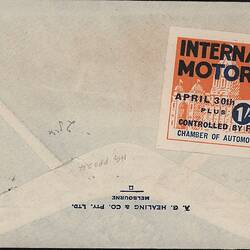 INTERNA
MOTOR
APRIL 30th
PLUS
1/
CONTROLLED BY F
CHAMBER OF AUTOMO
A. G. HEALING & CO. PTY. LTD.
MELBOURNE